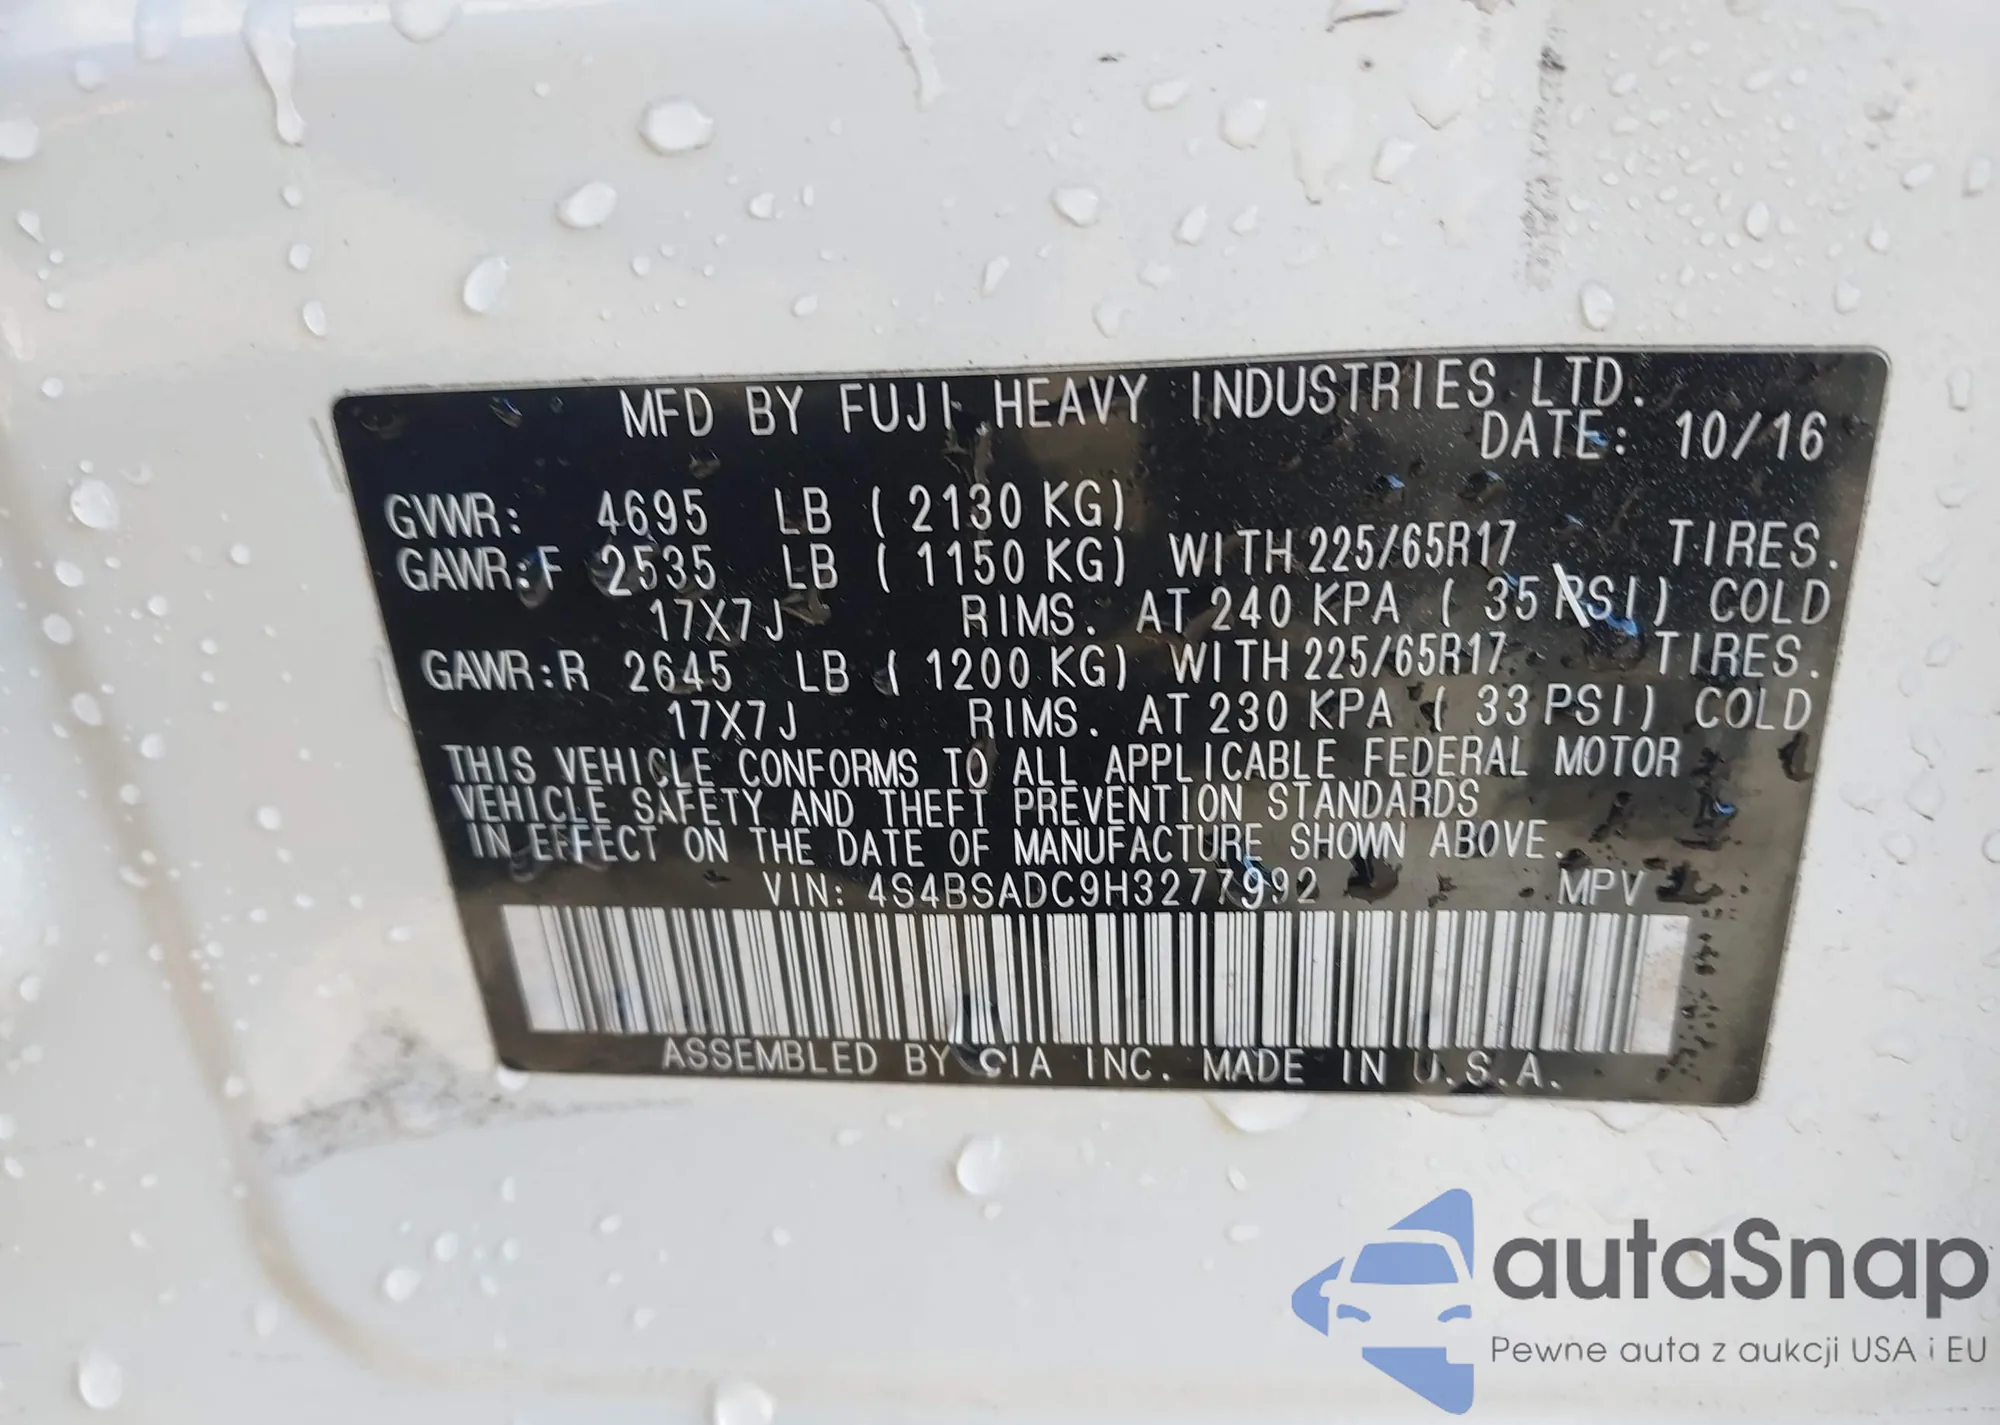 MFD BY FUJI HEAVY INDUSTRIES LTD.
DATE: 10/16
GVWR: 4695 LB ( 2130 KG)
GAWR:F 2535 LB ( 1150 KG) WITH 225/65R17 TIRES.
17X7J RIMS. AT 240 KPA ( 35 PSI) COLD
GAWR:R 2645 LB ( 1200 KG) WITH 225/65R17 TIRES.
17X7J RIMS. AT 230 KPA ( 33 PSI) COLD
THIS VEHICLE CONFORMS TO ALL APPLICABLE FEDERAL MOTOR
VEHICLE SAFETY AND THEFT PREVENTION STANDARDS
IN EFFECT ON THE DATE OF MANUFACTURE SHOWN ABOVE.
VIN: 4S4BSADC9H3277992 MPV
ASSEMBLED BY CIA INC. MADE IN U.S.A.
autaSnap
Pewne auta z aukcji USA i EU